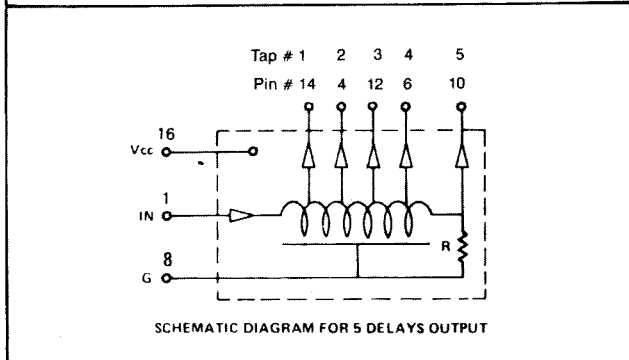 Tap # 1 2 3 4 5
Pin # 14 4 12 6 10
16
Vcc
1
IN
R
8
G
SCHEMATIC DIAGRAM FOR 5 DELAYS OUTPUT